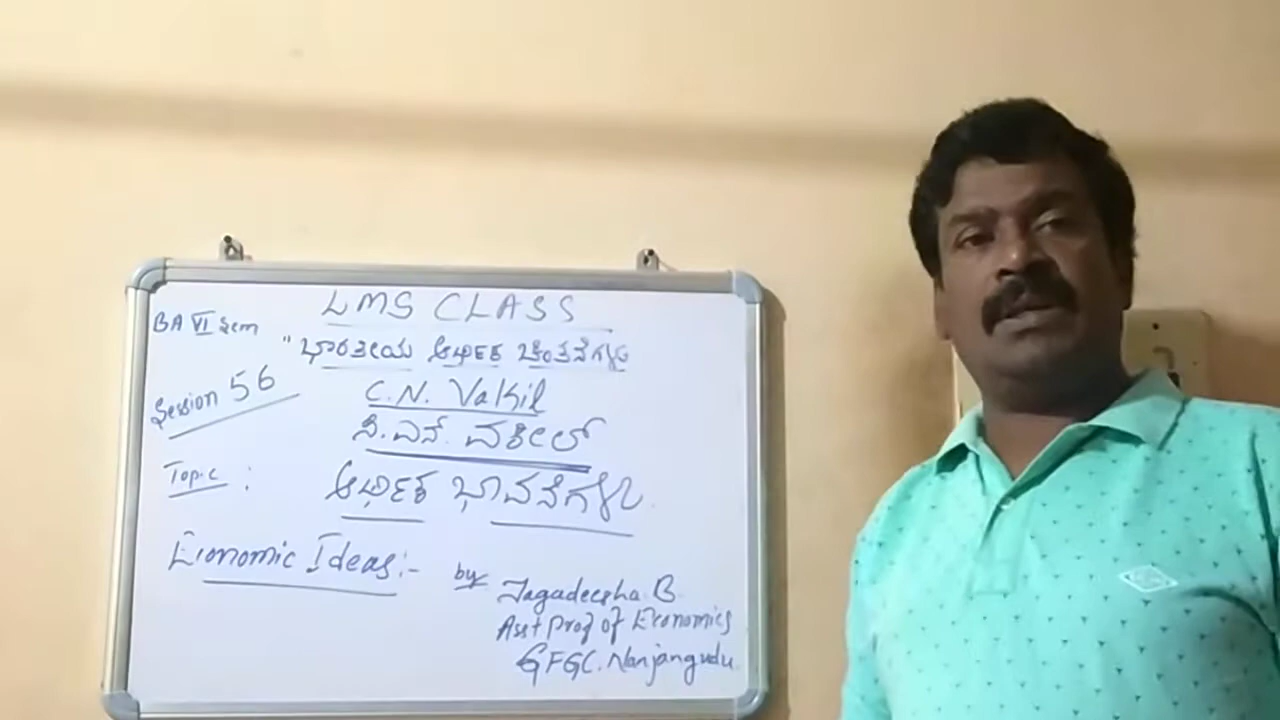 LMS CLASS
BA VI Sem
"ಭಾರತೀಯ ಆರ್ಥಿಕ ಚಿಂತನೆಗಳು
Session 56
C.N. Vakil
ಸಿ.ಎನ್. ವಕೀಲ್
Topic :
ಆರ್ಥಿಕ ಭಾವನೆಗಳು
Economic Ideas:-
by Jagadeesha.B.
Asst Prof of Economics
GFGC. Nanjangudu.